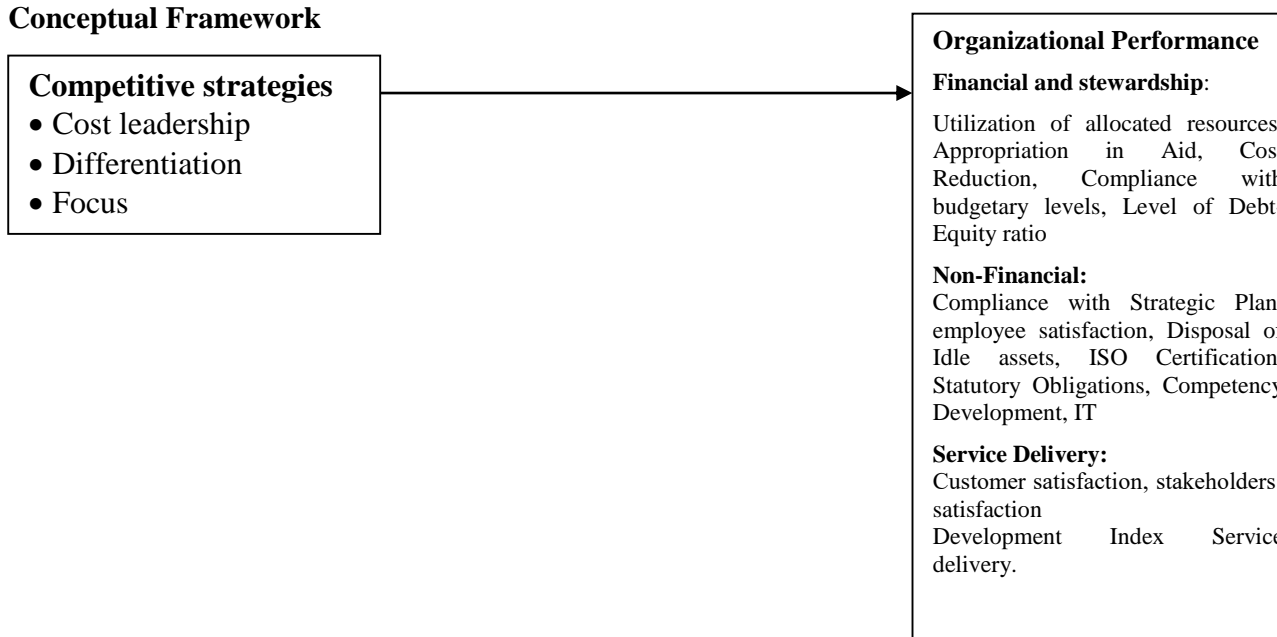 Conceptual Framework
Competitive strategies
• Cost leadership
• Differentiation
• Focus
Organizational Performance
Financial and stewardship:
Utilization of allocated resources
Appropriation in Aid, Cos
Reduction, Compliance with
budgetary levels, Level of Debt-
Equity ratio
Non-Financial:
Compliance with Strategic Plan
employee satisfaction, Disposal of
Idle assets, ISO Certification
Statutory Obligations, Competency
Development, IT
Service Delivery:
Customer satisfaction, stakeholders
satisfaction
Development Index Service
delivery.